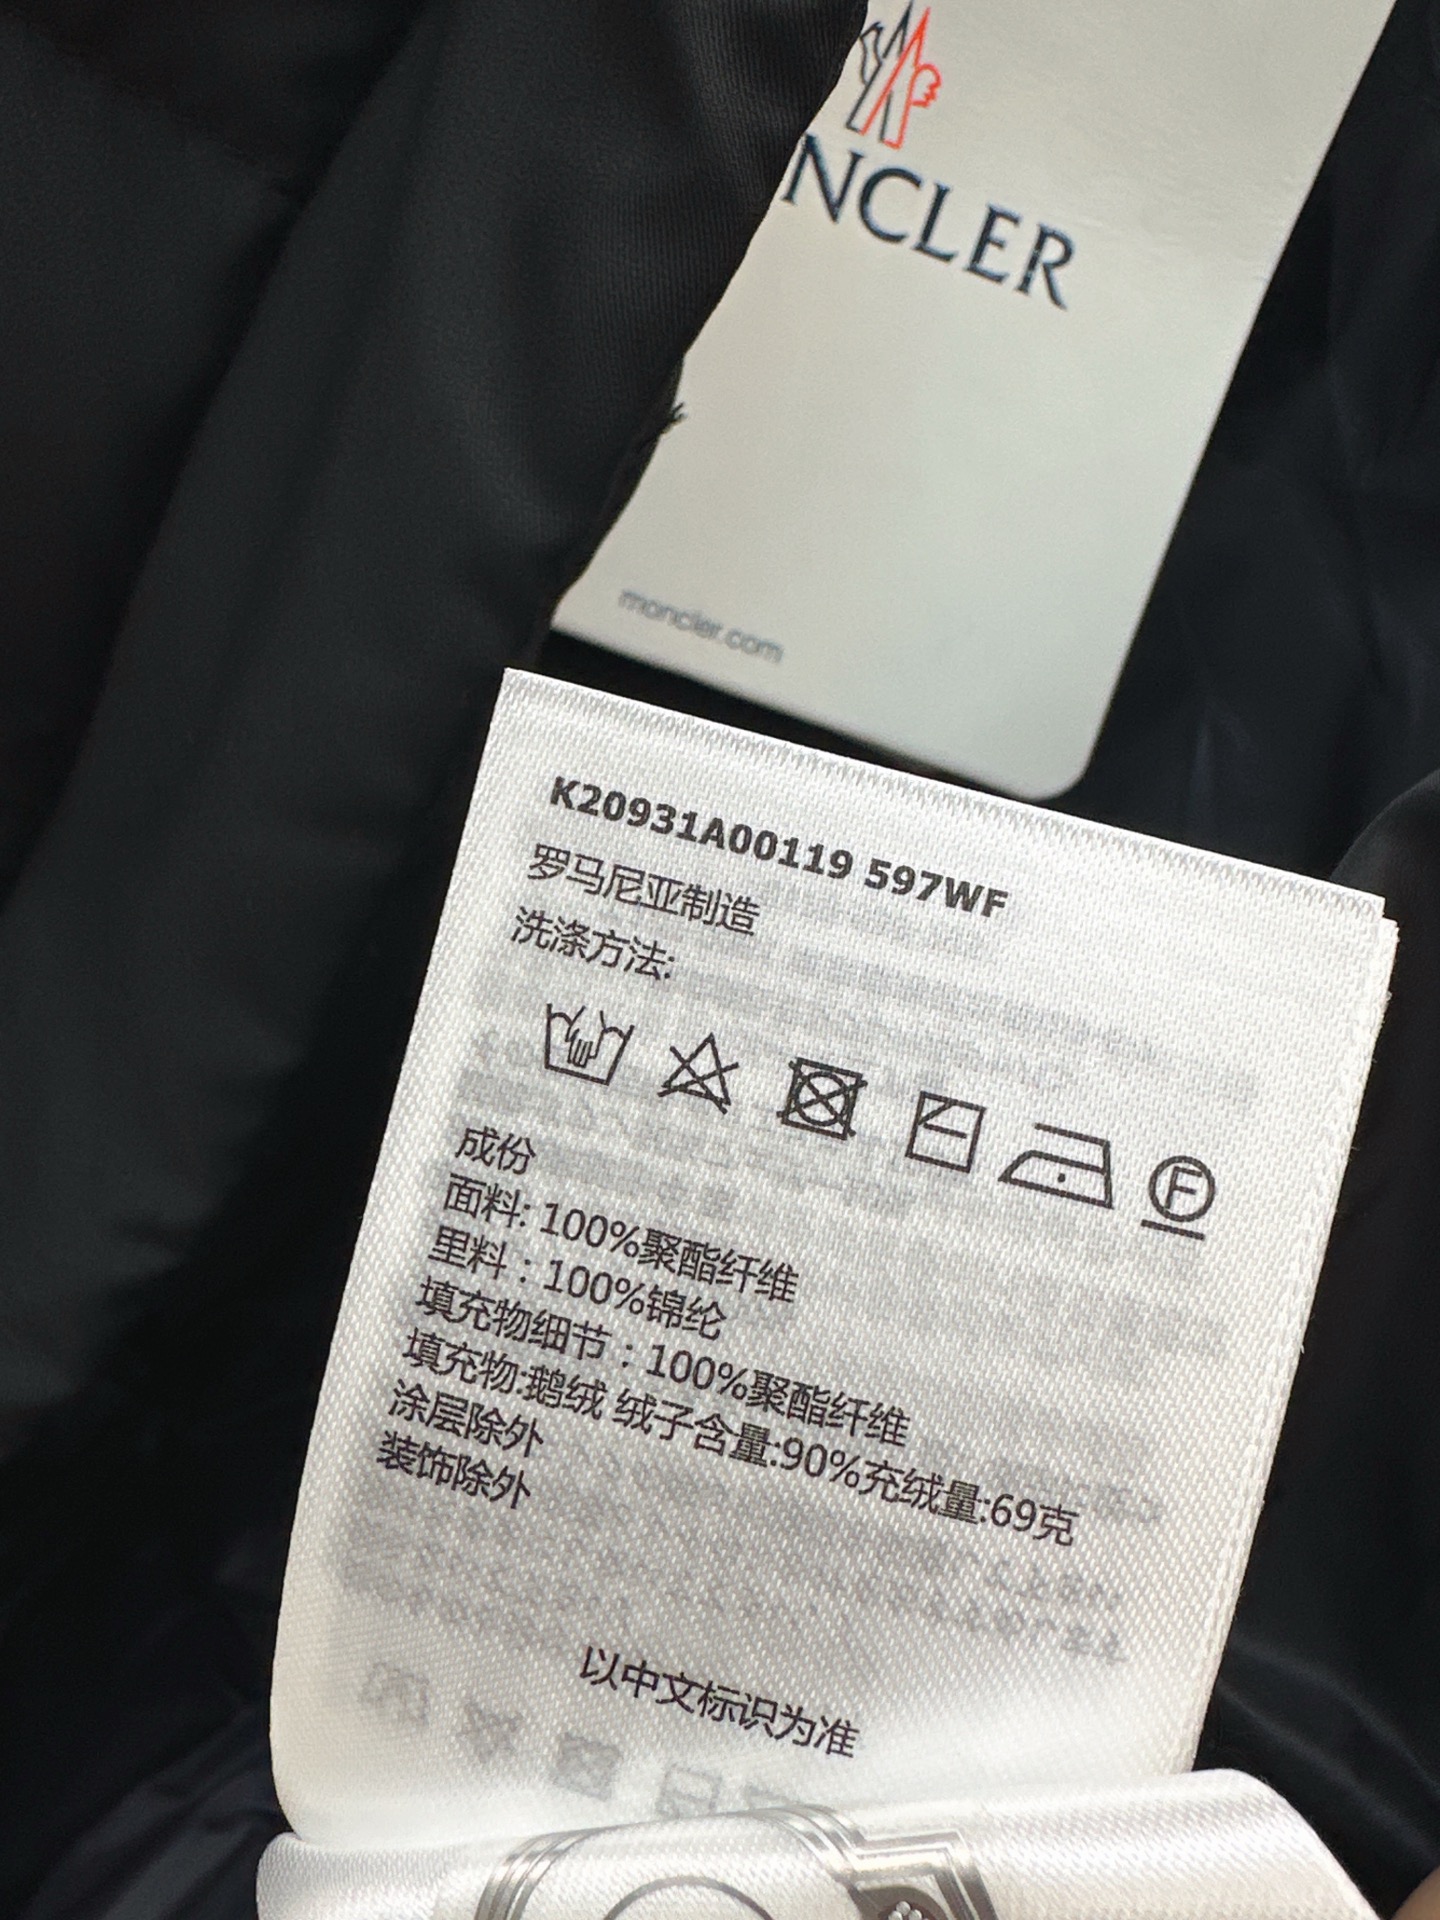 NCLER
moncler.com
K20931A00119 597WF
罗马尼亚制造
洗涤方法:
F
成份
面料: 100%聚酯纤维
里料：100%锦纶
填充物细节：100%聚酯纤维
填充物:鹅绒 绒子含量:90%充绒量:69克
涂层除外
装饰除外
以中文标识为准